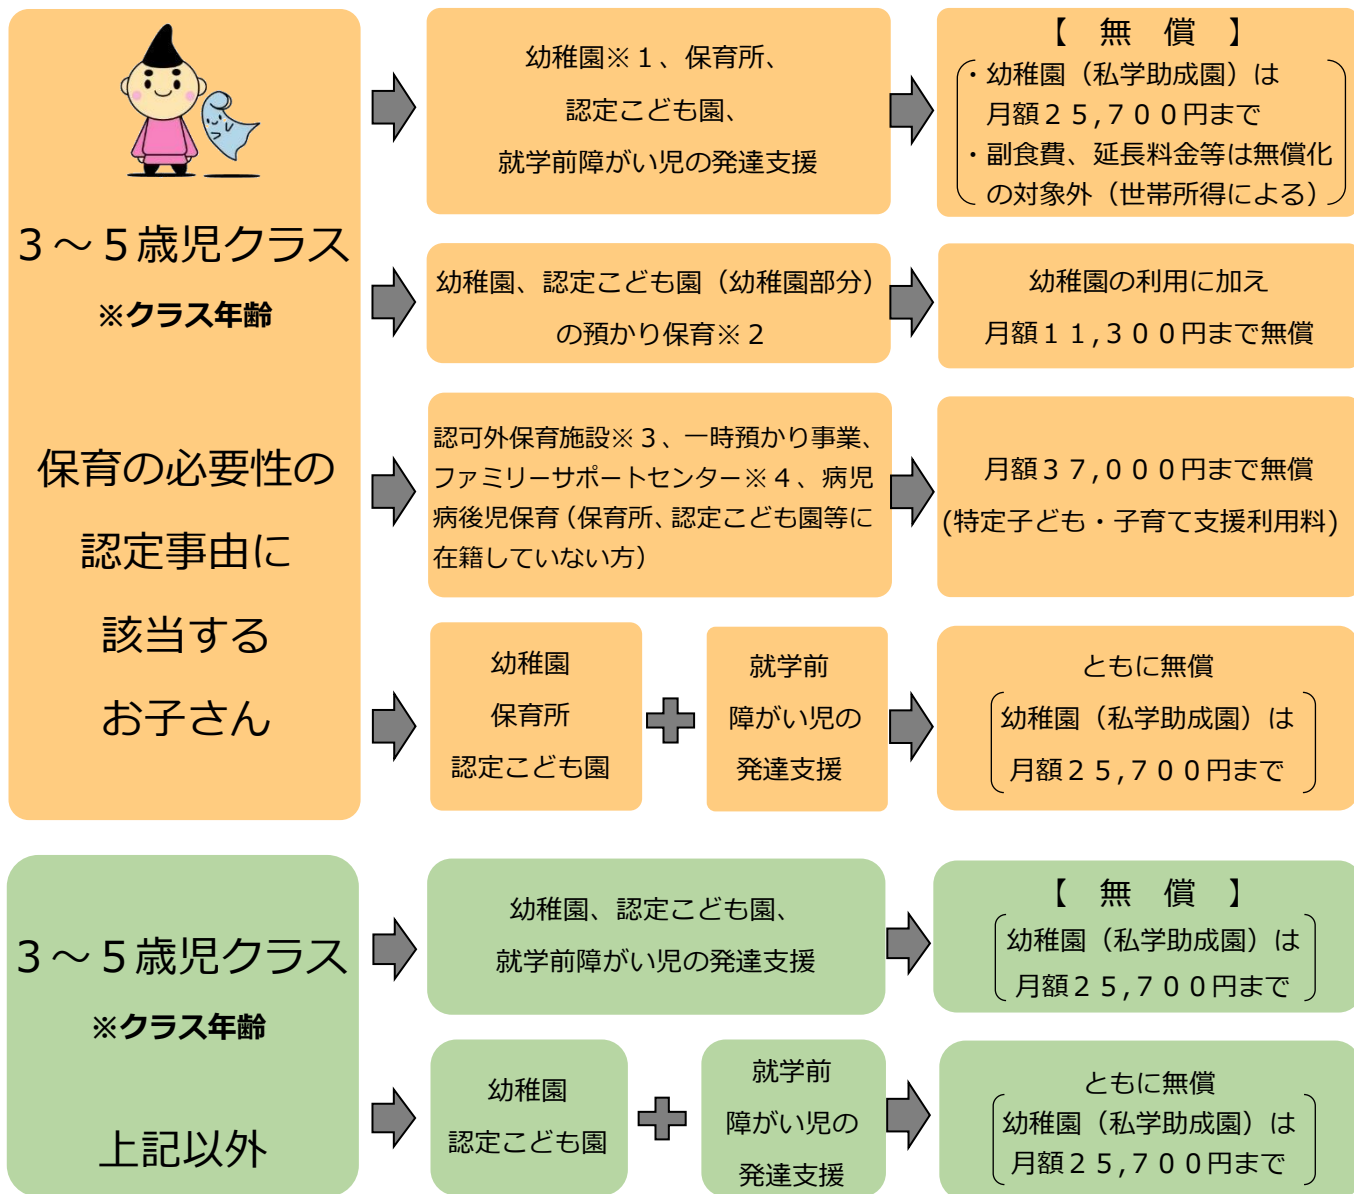 3～5歳児クラス
※クラス年齢
保育の必要性の
認定事由に
該当する
お子さん
幼稚園※１、保育所、
認定こども園、
就学前障がい児の発達支援
【　無　償　】
・幼稚園（私学助成園）は
月額２５,７００円まで
・副食費、延長料金等は無償化
の対象外（世帯所得による）
幼稚園、認定こども園（幼稚園部分）
の預かり保育※２
幼稚園の利用に加え
月額１１,３００円まで無償
認可外保育施設※３、一時預かり事業、
ファミリーサポートセンター※４、病児
病後児保育（保育所、認定こども園等に
在籍していない方）
月額３７,０００円まで無償
(特定子ども・子育て支援利用料)
幼稚園
保育所
認定こども園
就学前
障がい児の
発達支援
ともに無償
幼稚園（私学助成園）は
月額２５,７００円まで
3～5歳児クラス
※クラス年齢
上記以外
幼稚園、認定こども園、
就学前障がい児の発達支援
【　無　償　】
幼稚園（私学助成園）は
月額２５,７００円まで
幼稚園
認定こども園
就学前
障がい児の
発達支援
ともに無償
幼稚園（私学助成園）は
月額２５,７００円まで